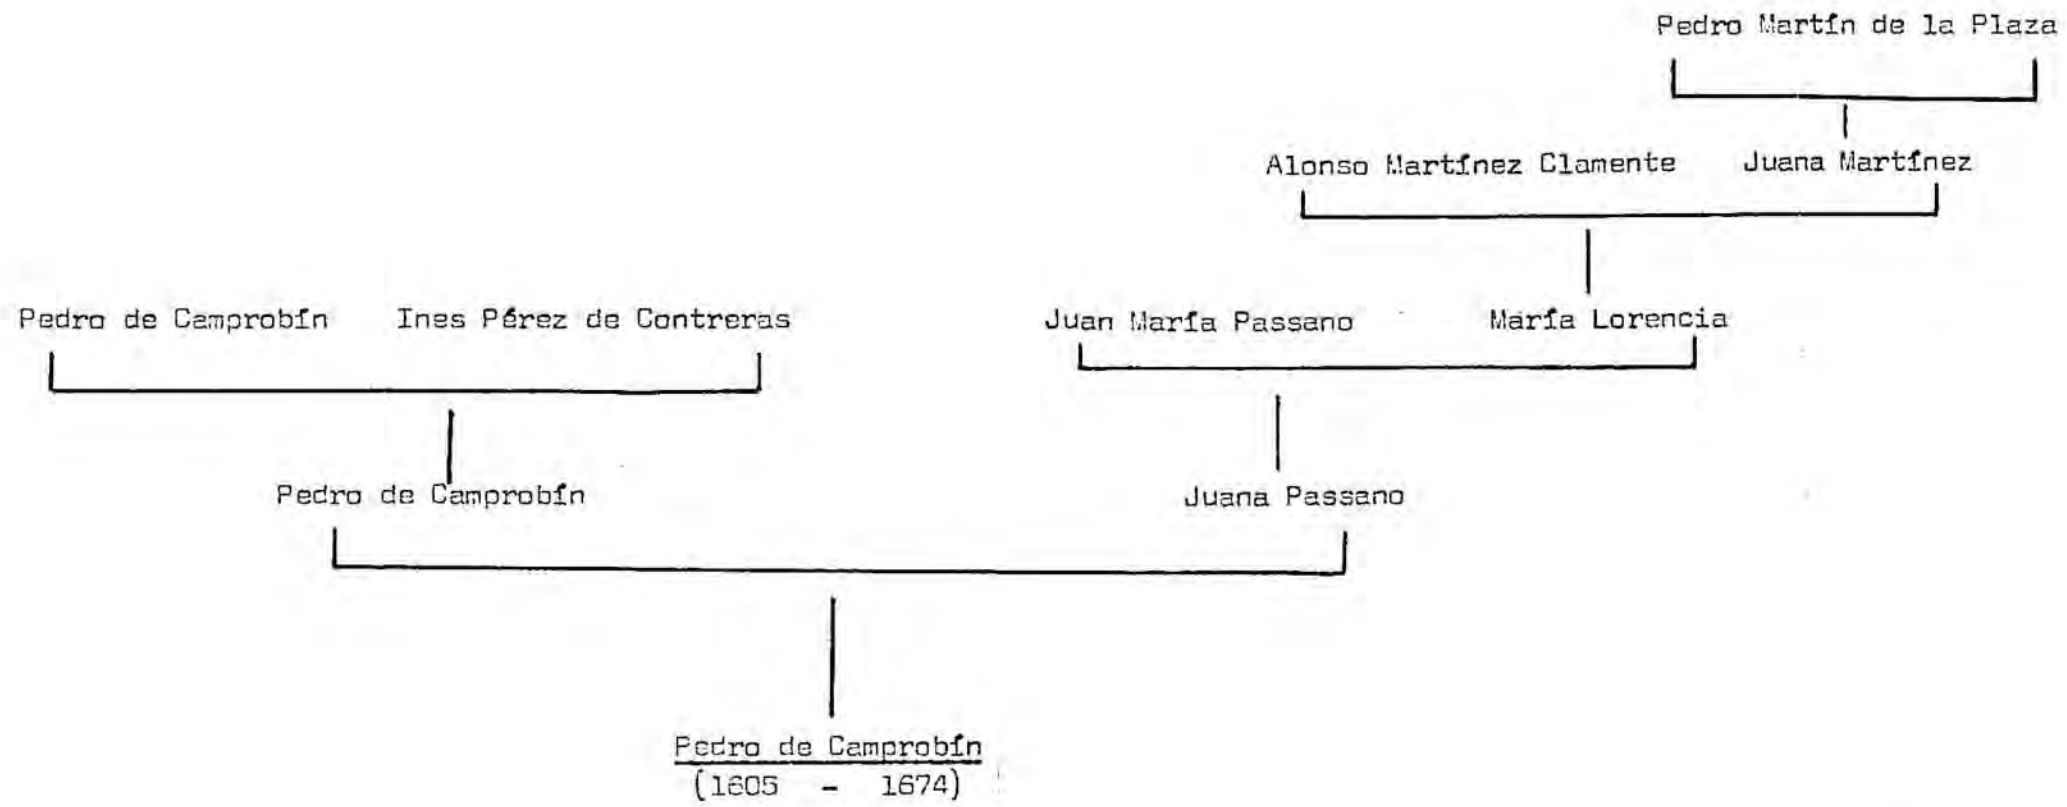 Pedro Martín de la Plaza
Alonso Martínez Clamente Juana Martínez
Pedro de Camprobín Ines Pérez de Contreras Juan María Passano María Lorencia
Pedro de Camprobín Juana Passano
Pedro de Camprobín
(1605 - 1674)